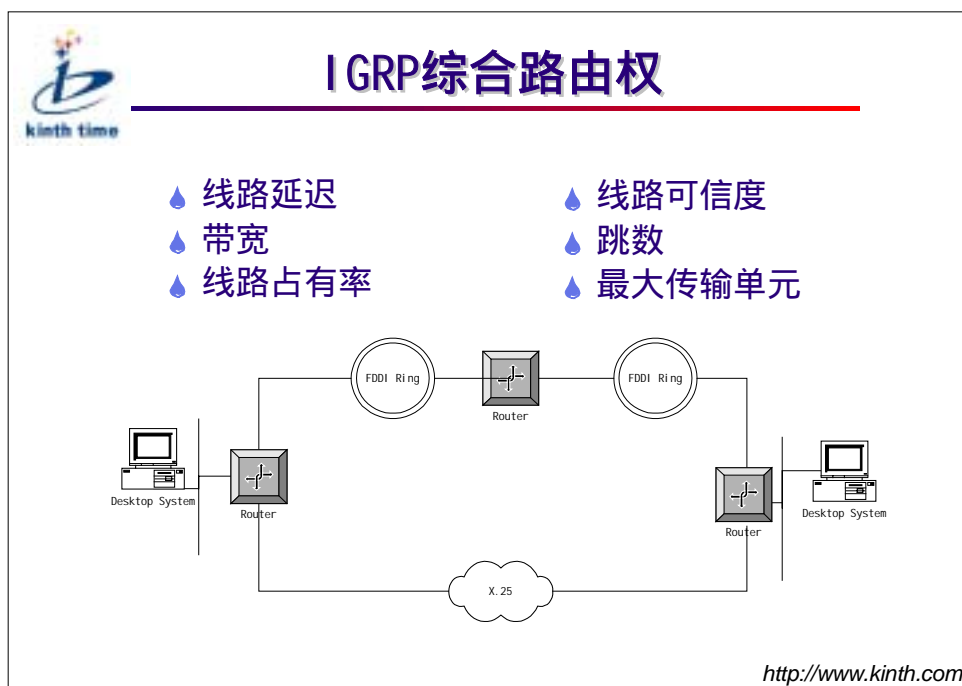 IGRP综合路由权
kinth time
线路延迟
带宽
线路占有率
线路可信度
跳数
最大传输单元
FDDI Ring
Router
FDDI Ring
Desktop System
Router
Router
Desktop System
X.25
http://www.kinth.com